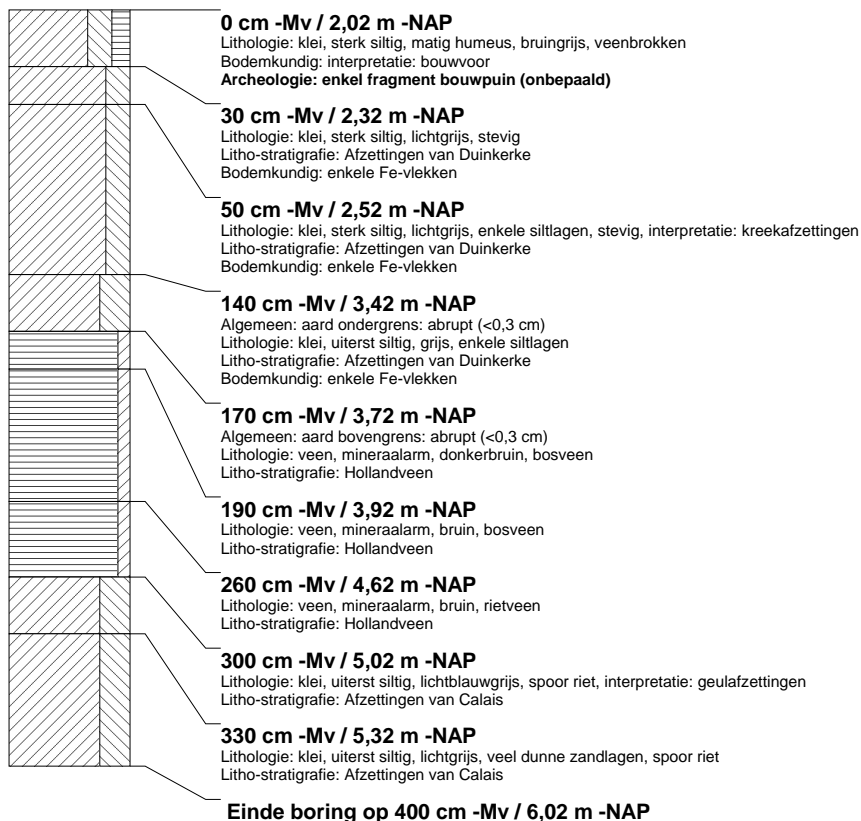 0 cm -Mv / 2,02 m -NAP
Lithologie: klei, sterk siltig, matig humeus, bruingrijs, veenbrokken
Bodemkundig: interpretatie: bouwvoor
Archeologie: enkel fragment bouwpuin (onbepaald)
30 cm -Mv / 2,32 m -NAP
Lithologie: klei, sterk siltig, lichtgrijs, stevig
Litho-stratigrafie: Afzettingen van Duinkerke
Bodemkundig: enkele Fe-vlekken
50 cm -Mv / 2,52 m -NAP
Lithologie: klei, sterk siltig, lichtgrijs, enkele siltlagen, stevig, interpretatie: kreekafzettingen
Litho-stratigrafie: Afzettingen van Duinkerke
Bodemkundig: enkele Fe-vlekken
140 cm -Mv / 3,42 m -NAP
Algemeen: aard ondergrens: abrupt (<0,3 cm)
Lithologie: klei, uiterst siltig, grijs, enkele siltlagen
Litho-stratigrafie: Afzettingen van Duinkerke
Bodemkundig: enkele Fe-vlekken
170 cm -Mv / 3,72 m -NAP
Algemeen: aard bovengrens: abrupt (<0,3 cm)
Lithologie: veen, mineraalarm, donkerbruin, bosveen
Litho-stratigrafie: Hollandveen
190 cm -Mv / 3,92 m -NAP
Lithologie: veen, mineraalarm, bruin, bosveen
Litho-stratigrafie: Hollandveen
260 cm -Mv / 4,62 m -NAP
Lithologie: veen, mineraalarm, bruin, rietveen
Litho-stratigrafie: Hollandveen
300 cm -Mv / 5,02 m -NAP
Lithologie: klei, uiterst siltig, lichtblauwgrijs, spoor riet, interpretatie: geulafzettingen
Litho-stratigrafie: Afzettingen van Calais
330 cm -Mv / 5,32 m -NAP
Lithologie: klei, uiterst siltig, lichtgrijs, veel dunne zandlagen, spoor riet
Litho-stratigrafie: Afzettingen van Calais
Einde boring op 400 cm -Mv / 6,02 m -NAP